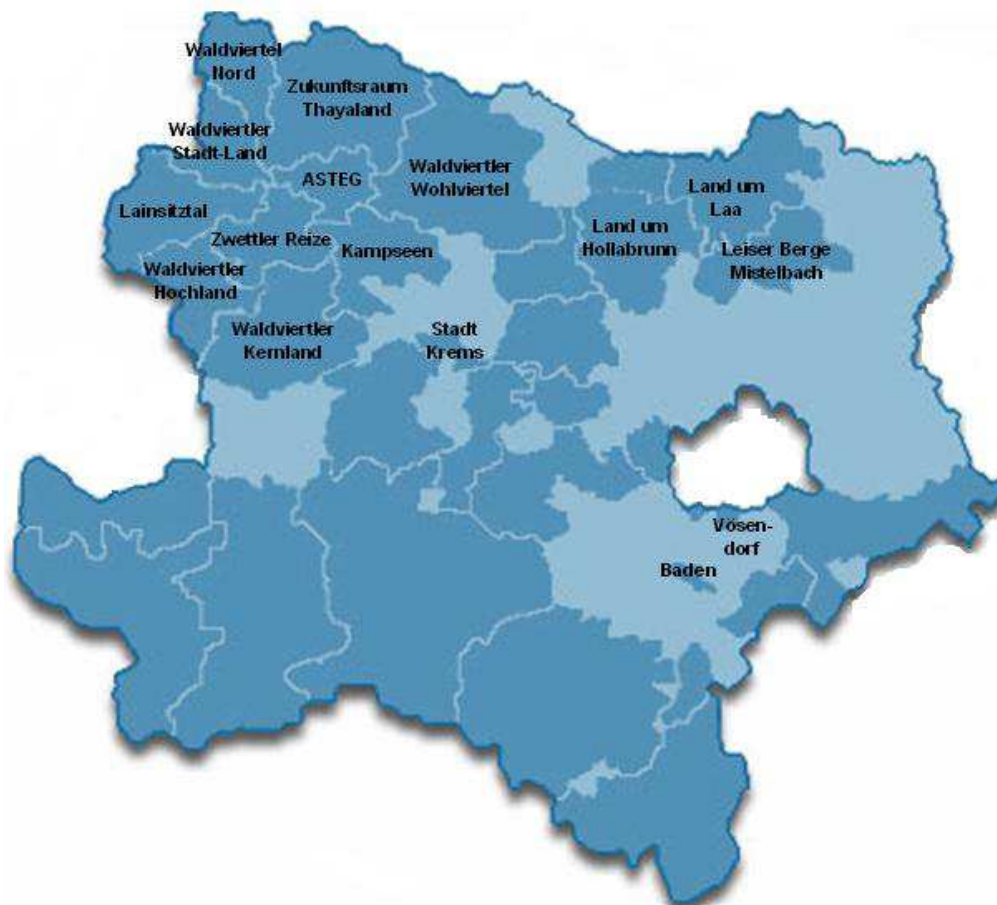 Waldviertel
Nord
Zukunftsraum
Thayaland
Waldviertler
Stadt-Land
ASTEG
Waldviertler
Wohlviertel
Land um
Laa
Lainsitztal
Zwettler Reize
Kampseen
Land um
Hollabrunn
Leiser Berge
Mistelbach
Waldviertler
Hochland
Waldviertler
Kernland
Stadt
Krems
Vösen-
dorf
Baden